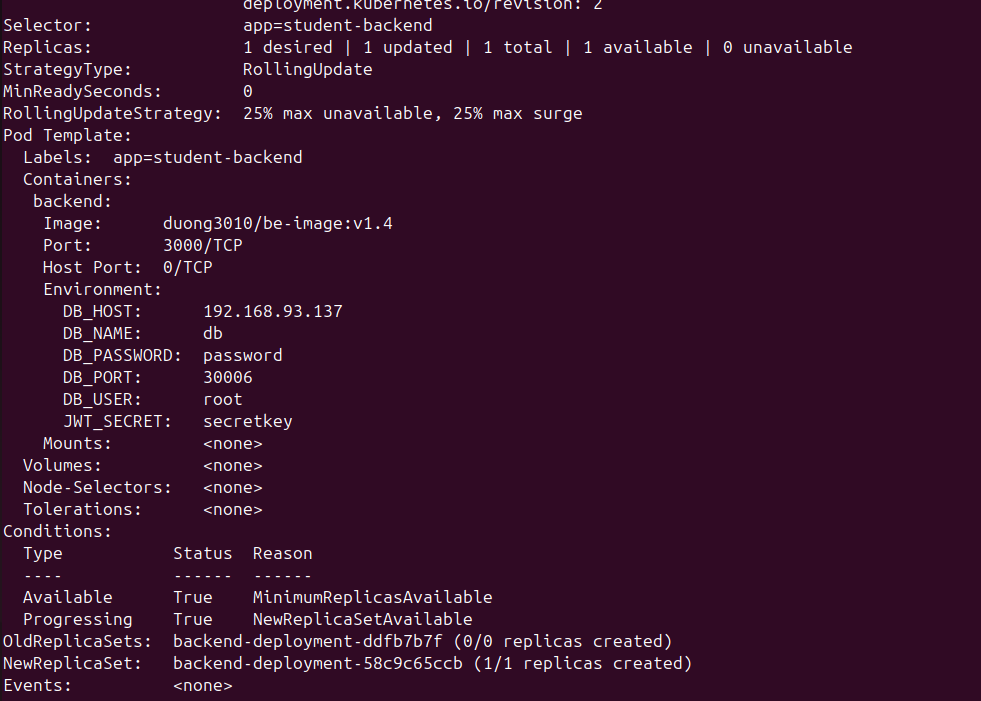 deployment.kubernetes.io/revision: 2
Selector:               app=student-backend
Replicas:               1 desired | 1 updated | 1 total | 1 available | 0 unavailable
StrategyType:           RollingUpdate
MinReadySeconds:        0
RollingUpdateStrategy:  25% max unavailable, 25% max surge
Pod Template:
  Labels:  app=student-backend
  Containers:
   backend:
    Image:      duong3010/be-image:v1.4
    Port:       3000/TCP
    Host Port:  0/TCP
    Environment:
      DB_HOST:      192.168.93.137
      DB_NAME:      db
      DB_PASSWORD:  password
      DB_PORT:      30006
      DB_USER:      root
      JWT_SECRET:   secretkey
    Mounts:         <none>
  Volumes:          <none>
  Node-Selectors:   <none>
  Tolerations:      <none>
Conditions:
  Type           Status  Reason
  ----           ------  ------
  Available      True    MinimumReplicasAvailable
  Progressing    True    NewReplicaSetAvailable
OldReplicaSets:  backend-deployment-ddfb7b7f (0/0 replicas created)
NewReplicaSet:   backend-deployment-58c9c65ccb (1/1 replicas created)
Events:          <none>